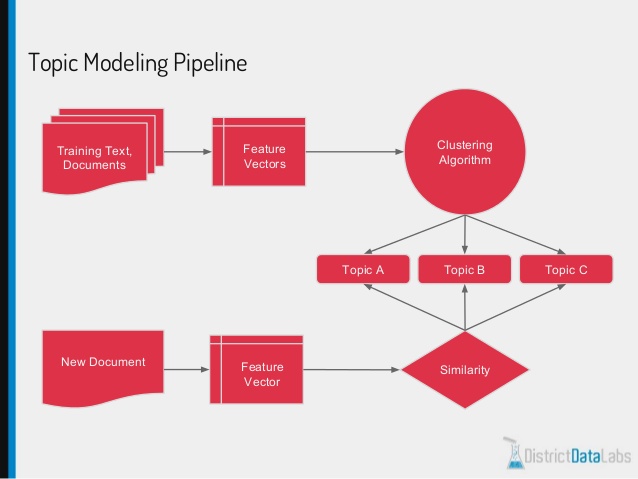 Topic Modeling Pipeline
Training Text,
Documents
Feature
Vectors
Clustering
Algorithm
Topic A
Topic B
Topic C
New Document
Feature
Vector
Similarity
DistrictDataLabs